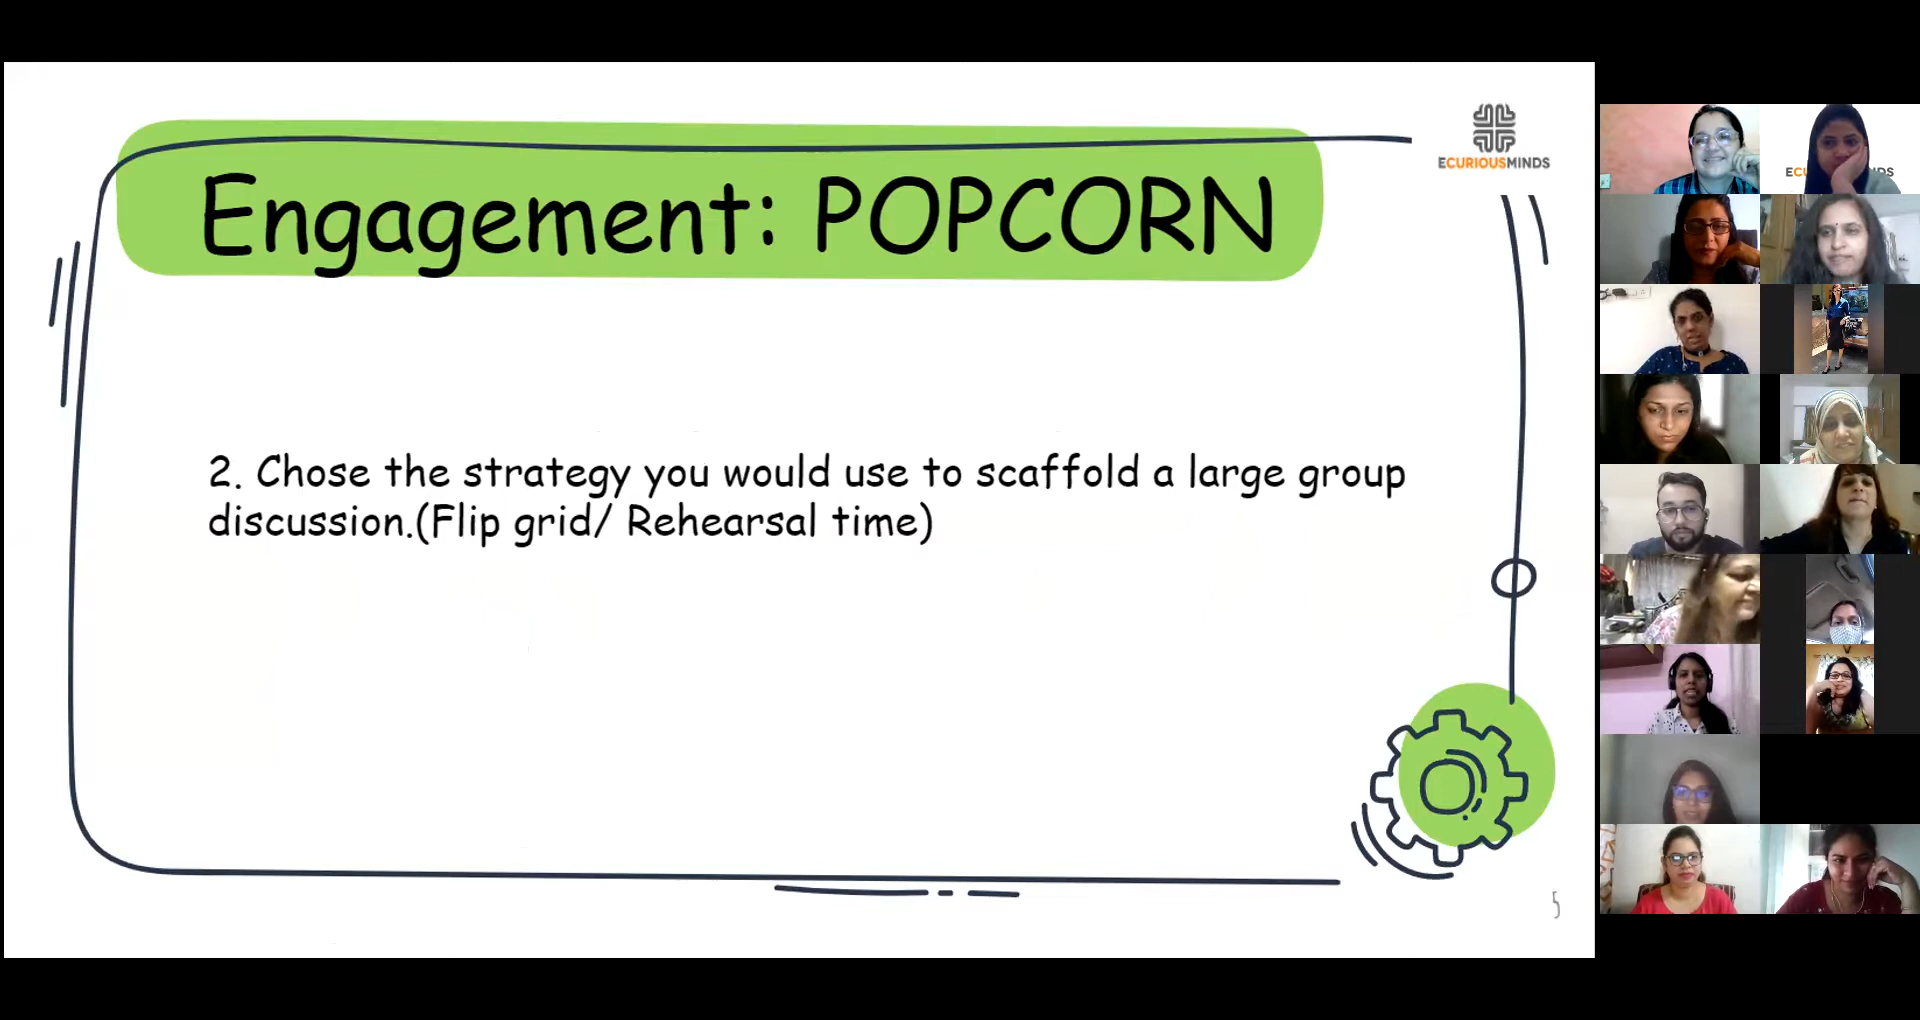 ECURIOUSMINDS
Engagement: POPCORN
2. Chose the strategy you would use to scaffold a large group
discussion.(Flip grid/ Rehearsal time)
5